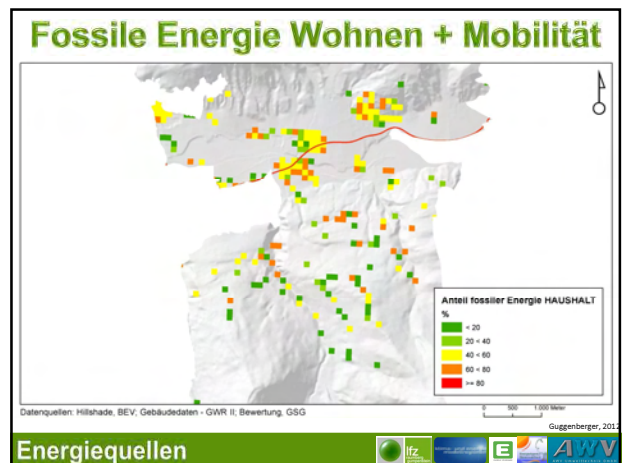 Fossile Energie Wohnen + Mobilität
Anteil fossiler Energie HAUSHALT
%
< 20
20 < 40
40 < 60
60 < 80
>= 80
Datenquellen: Hillshade, BEV; Gebäudedaten - GWR II; Bewertung, GSG
0 500 1.000 Meter
Guggenberger, 2012
Energiequellen
lfz
E
AWV